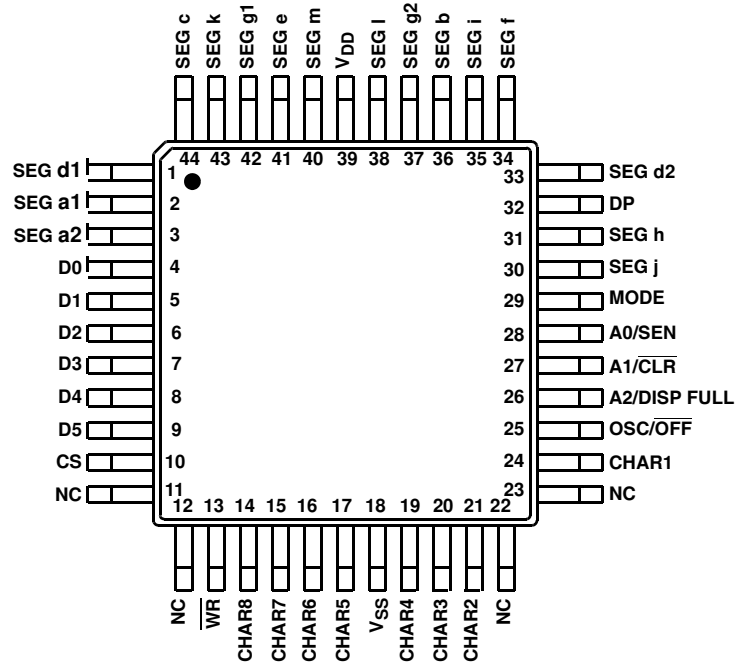 SEG c
SEG k
SEG g1
SEG e
SEG m
VDD
SEG l
SEG g2
SEG b
SEG i
SEG f
44 43 42 41 40 39 38 37 36 35 34
SEG d1 1
SEG a1 2
SEG a2 3
D0 4
D1 5
D2 6
D3 7
D4 8
D5 9
CS 10
NC 11
33 SEG d2
32 DP
31 SEG h
30 SEG j
29 MODE
28 A0/SEN
27 A1/CLR
26 A2/DISP FULL
25 OSC/OFF
24 CHAR1
23 NC
12 13 14 15 16 17 18 19 20 21 22
NC
WR
CHAR8
CHAR7
CHAR6
CHAR5
VSS
CHAR4
CHAR3
CHAR2
NC